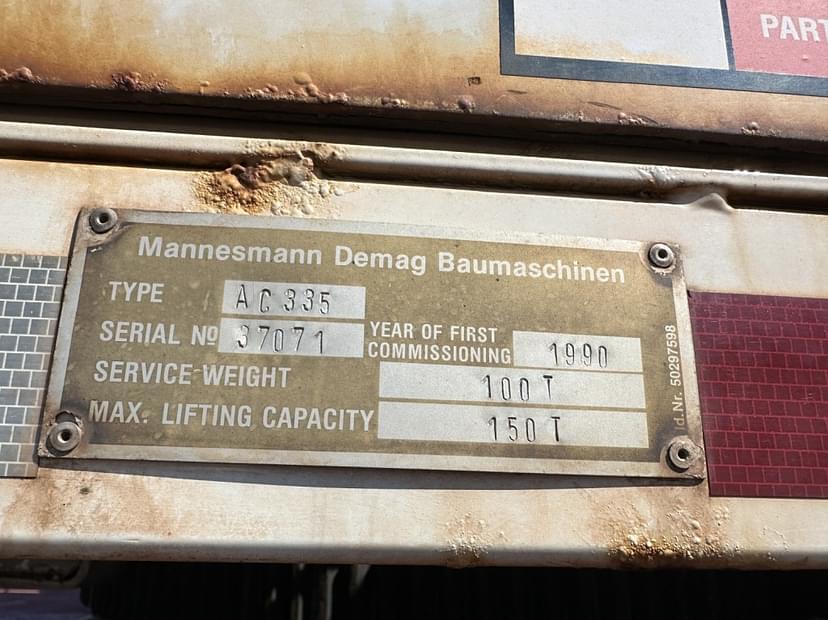 PART
Mannesmann Demag Baumaschinen
TYPE AC 335
SERIAL Nº 37071 YEAR OF FIRST COMMISSIONING 1990
SERVICE-WEIGHT 100 T
MAX. LIFTING CAPACITY 150 T
Id.Nr. 50297598